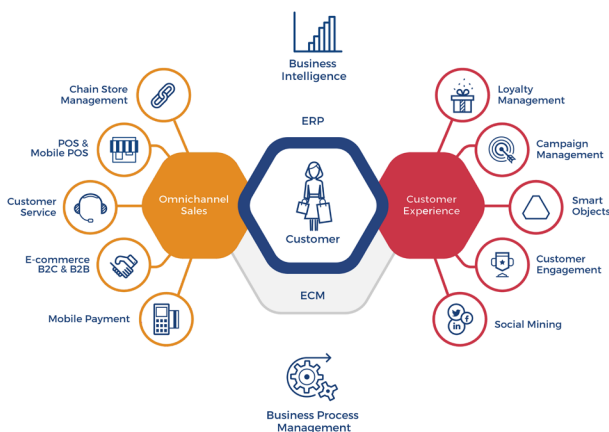 Business
Intelligence
Chain Store
Management
Loyalty
Management
ERP
POS &
Mobile POS
Campaign
Management
Customer
Service
Omnichannel
Sales
Customer
Customer
Experience
Smart
Objects
E-commerce
B2C & B2B
Customer
Engagement
ECM
Mobile Payment
Social Mining
Business Process
Management